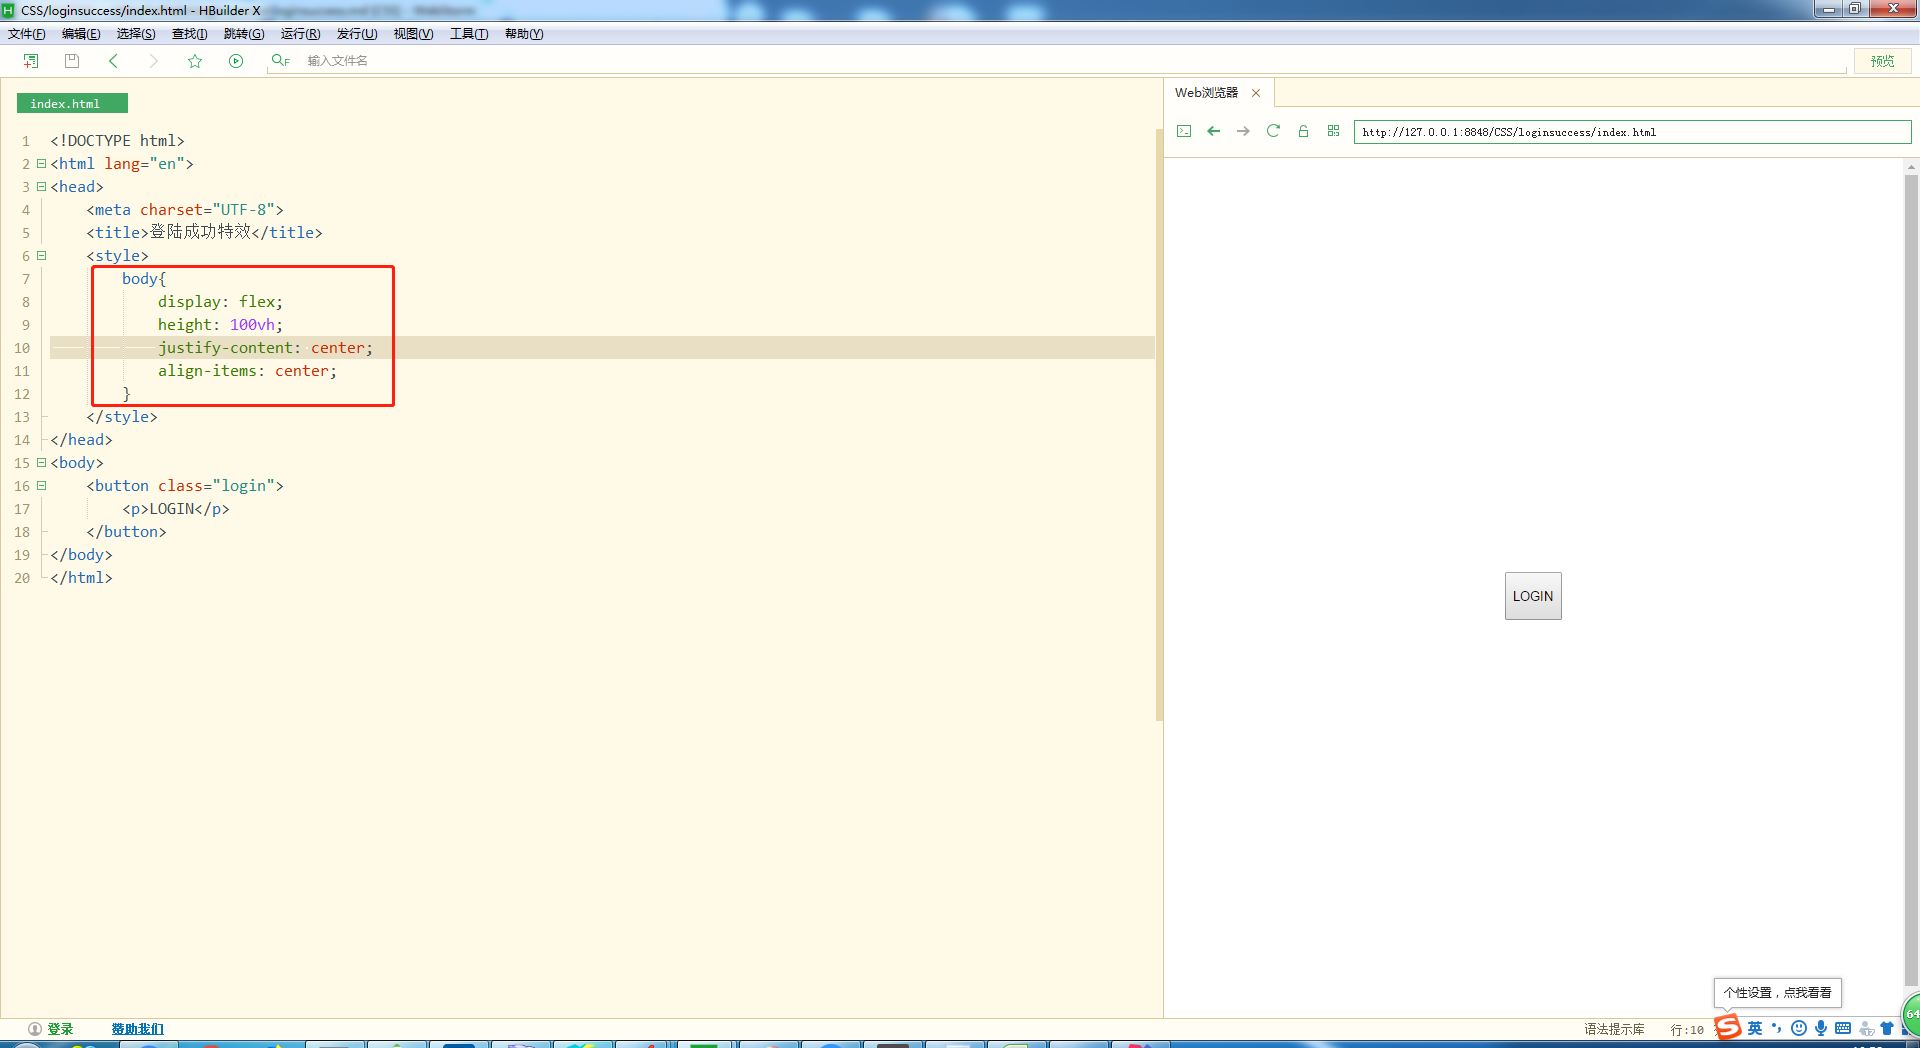 CSS/loginsuccess/index.html - HBuilder X
文件(F) 编辑(E) 选择(S) 查找(I) 跳转(G) 运行(R) 发行(U) 视图(V) 工具(T) 帮助(Y)
输入文件名
预览
index.html
1 <!DOCTYPE html>
2 <html lang="en">
3 <head>
4 <meta charset="UTF-8">
5 <title>登陆成功特效</title>
6 <style>
7 body{
8 display: flex;
9 height: 100vh;
10 justify-content: center;
11 align-items: center;
12 }
13 </style>
14 </head>
15 <body>
16 <button class="login">
17 <p>LOGIN</p>
18 </button>
19 </body>
20 </html>
Web浏览器
http://127.0.0.1:8848/CSS/loginsuccess/index.html
LOGIN
个性设置，点我看看
64
登录 赞助我们
语法提示库 行:10
英